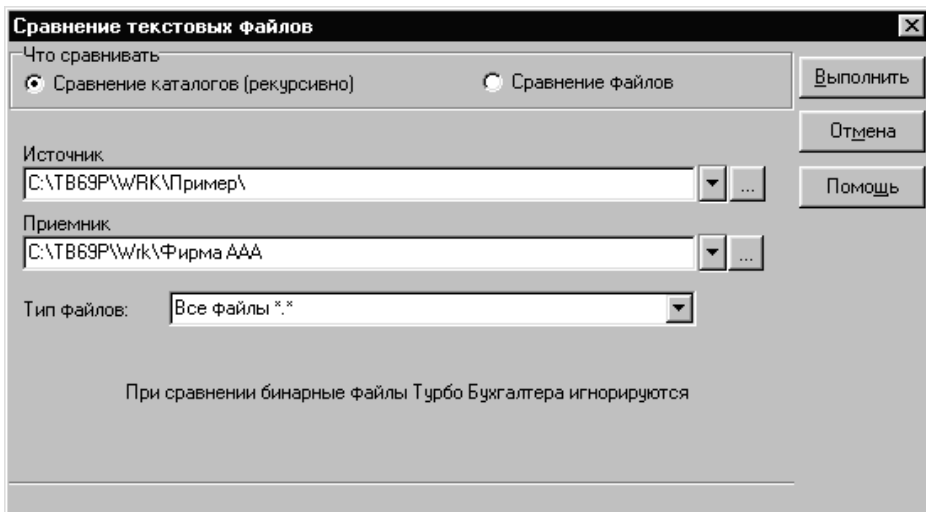 Сравнение текстовых файлов
Что сравнивать
Сравнение каталогов (рекурсивно) Сравнение файлов
Выполнить
Отмена
Источник
C:\TB69P\WRK\Пример\ ...
Помощь
Приемник
C:\TB69P\Wrk\Фирма ААА ...
Тип файлов: Все файлы *.*
При сравнении бинарные файлы Турбо Бухгалтера игнорируются